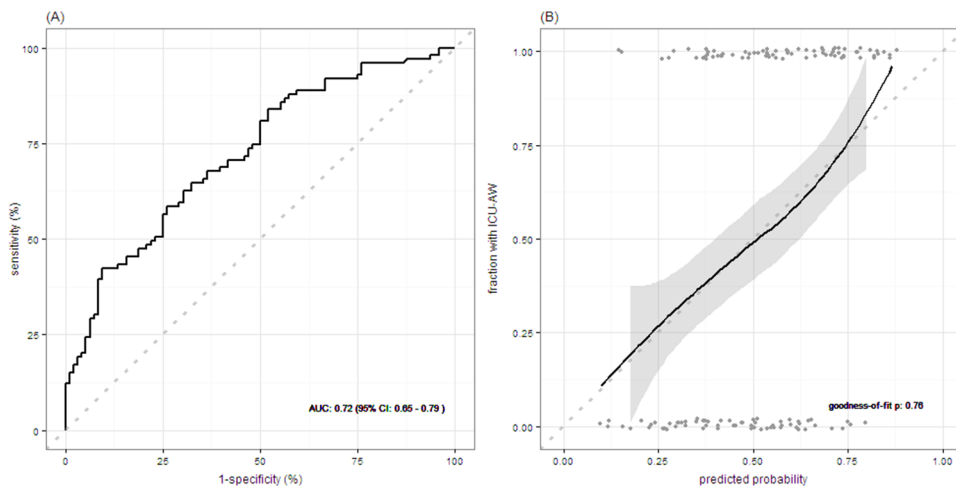 (A)
100
75
50
25
0
sensitivity (%)
AUC: 0.72 (95% CI: 0.65 - 0.79 )
0
25
50
75
100
1-specificity (%)
(B)
1.00
0.75
0.50
0.25
0.00
fraction with ICU-AW
goodness-of-fit p: 0.76
0.00
0.25
0.50
0.75
1.00
predicted probability